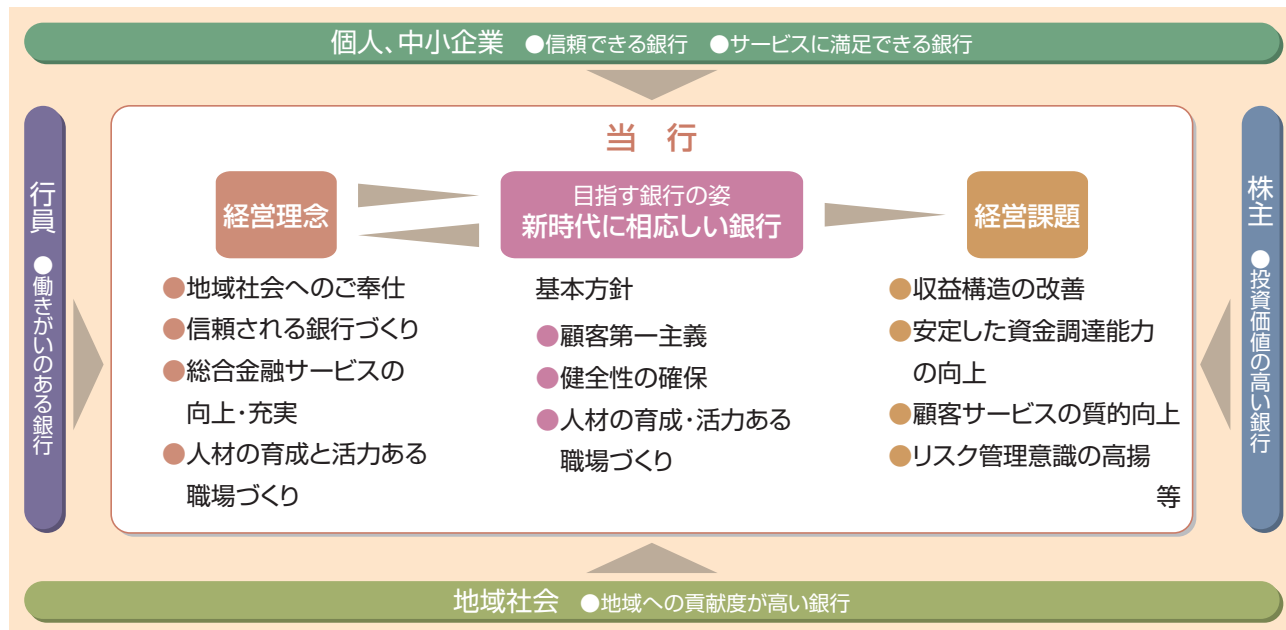 個人、中小企業 ●信頼できる銀行 ●サービスに満足できる銀行
行員 ●働きがいのある銀行
当 行
経営理念
●地域社会へのご奉仕
●信頼される銀行づくり
●総合金融サービスの
向上・充実
●人材の育成と活力ある
職場づくり
目指す銀行の姿
新時代に相応しい銀行
基本方針
●顧客第一主義
●健全性の確保
●人材の育成・活力ある
職場づくり
経営課題
●収益構造の改善
●安定した資金調達能力
の向上
●顧客サービスの質的向上
●リスク管理意識の高揚
等
株主 ●投資価値の高い銀行
地域社会 ●地域への貢献度が高い銀行